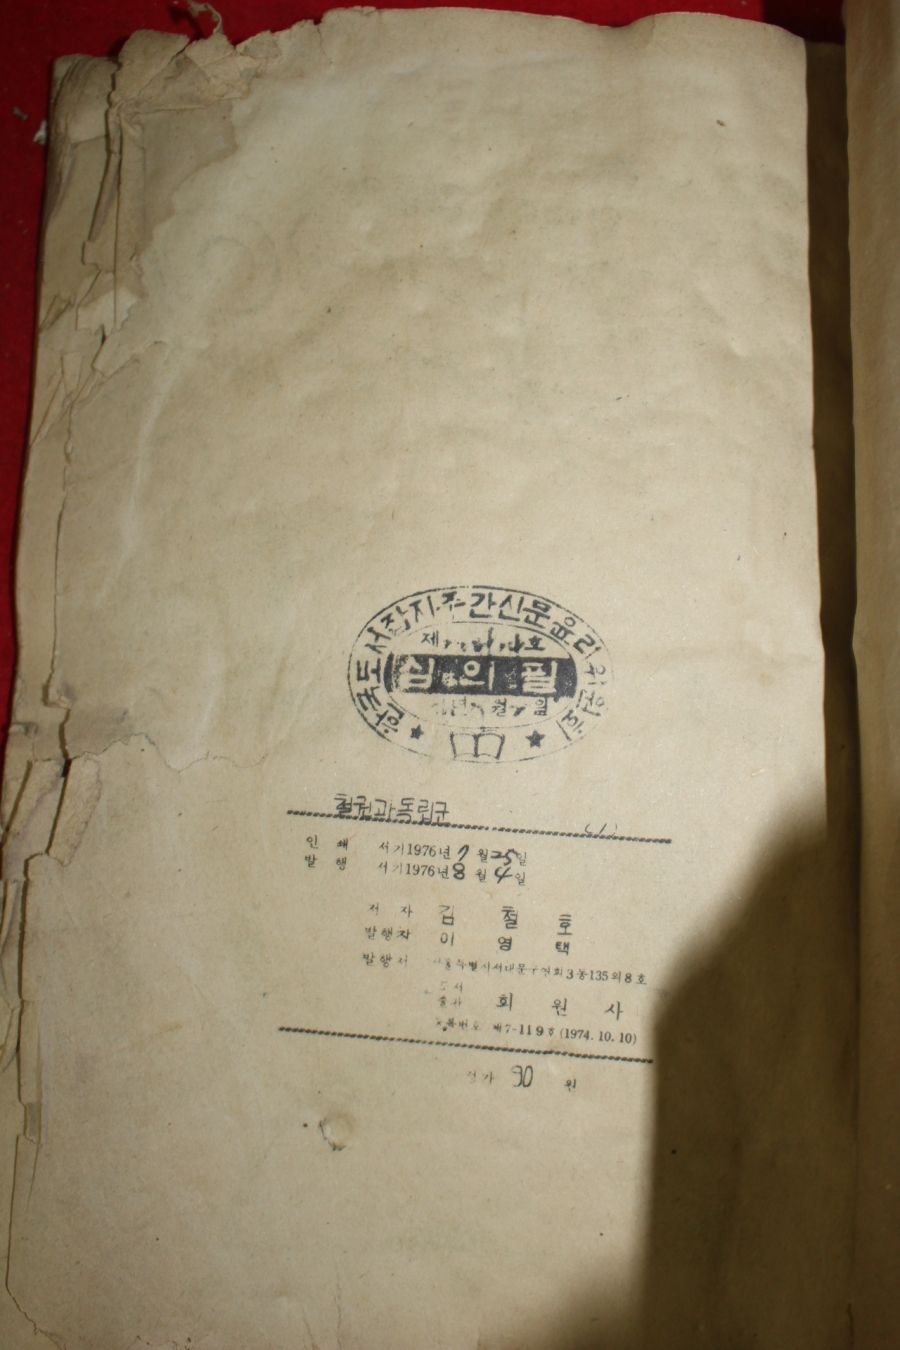 한국도서잡지주간신문윤리위원회
제 호
심의필
년 월 일
철권과독립군
인쇄 서기1976년 7월25일
발행 서기1976년 8월 4일
저자 김철호
발행자 이영택
발행처 서울특별시서대문구연희3동135의8호
도서
출판 회원사
등록번호 제7-119호 (1974. 10. 10)
정가 90 원